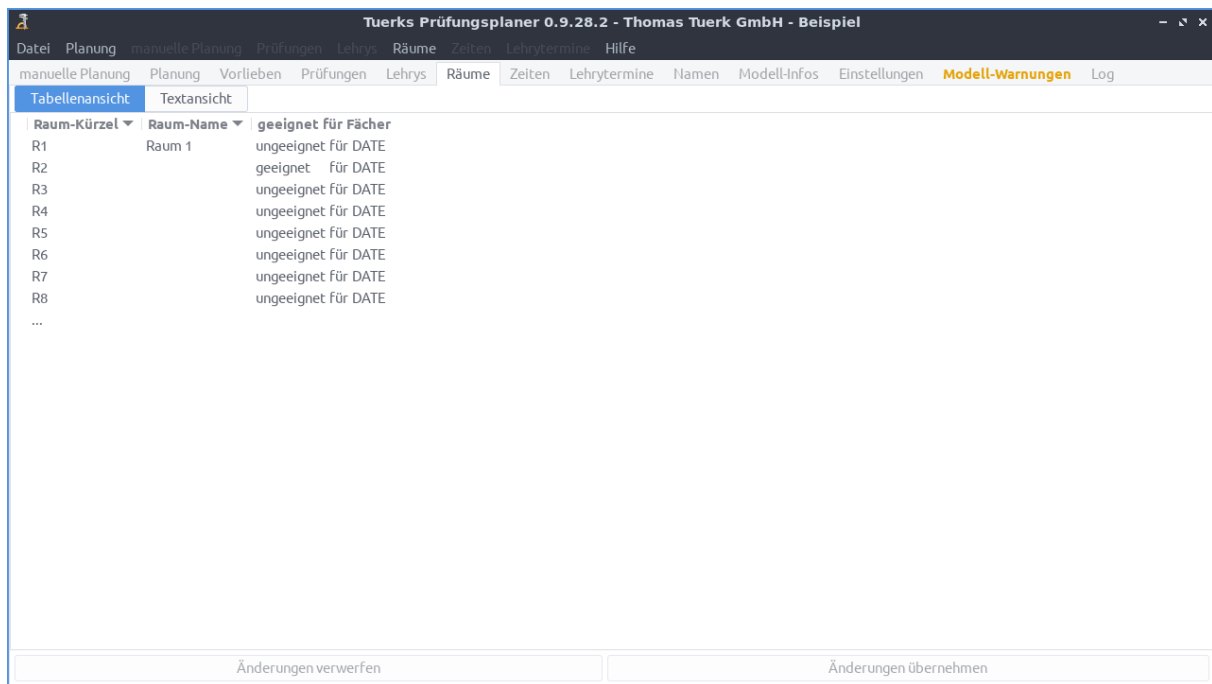 Tuerks Prüfungsplaner 0.9.28.2 - Thomas Tuerk GmbH - Beispiel
Datei Planung manuelle Planung Prüfungen Lehrys Räume Zeiten Lehrytermine Hilfe
manuelle Planung Planung Vorlieben Prüfungen Lehrys Räume Zeiten Lehrytermine Namen Modell-Infos Einstellungen Modell-Warnungen Log
Tabellenansicht Textansicht
Raum-Kürzel Raum-Name geeignet für Fächer
R1 Raum 1 ungeeignet für DATE
R2 geeignet für DATE
R3 ungeeignet für DATE
R4 ungeeignet für DATE
R5 ungeeignet für DATE
R6 ungeeignet für DATE
R7 ungeeignet für DATE
R8 ungeeignet für DATE
...
Änderungen verwerfen Änderungen übernehmen